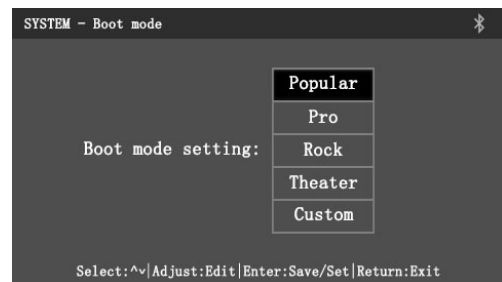 SYSTEM - Boot mode
Popular
Pro
Boot mode setting: Rock
Theater
Custom
Select:^v|Adjust:Edit|Enter:Save/Set|Return:Exit